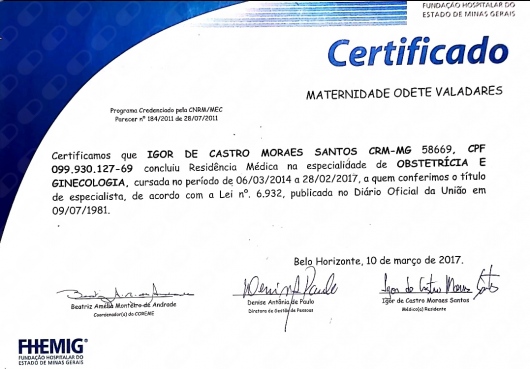 FUNDAÇÃO HOSPITALAR DO
ESTADO DE MINAS GERAIS
Certificado
MATERNIDADE ODETE VALADARES
Programa Credenciado pela CNRM/MEC
Parecer nº 184/2011 de 28/07/2011
Certificamos que IGOR DE CASTRO MORAES SANTOS CRM-MG 58669, CPF
099.930.127-69 concluiu Residência Médica na especialidade de OBSTETRÍCIA E
GINECOLOGIA, cursada no período de 06/03/2014 a 28/02/2017, a quem conferimos o título
de especialista, de acordo com a Lei nº. 6.932, publicada no Diário Oficial da União em
09/07/1981.
Belo Horizonte, 10 de março de 2017.
Beatriz Amelia Monteiro de Andrade
Coordenador(a) do COREME
Denise Antônia de Paulo
Diretora de Gestão de Pessoas
Igor de Castro Moraes Santos
Igor de Castro Moraes Santos
Médico(a) Residente
FHEMIG
FUNDAÇÃO HOSPITALAR DO
ESTADO DE MINAS GERAIS